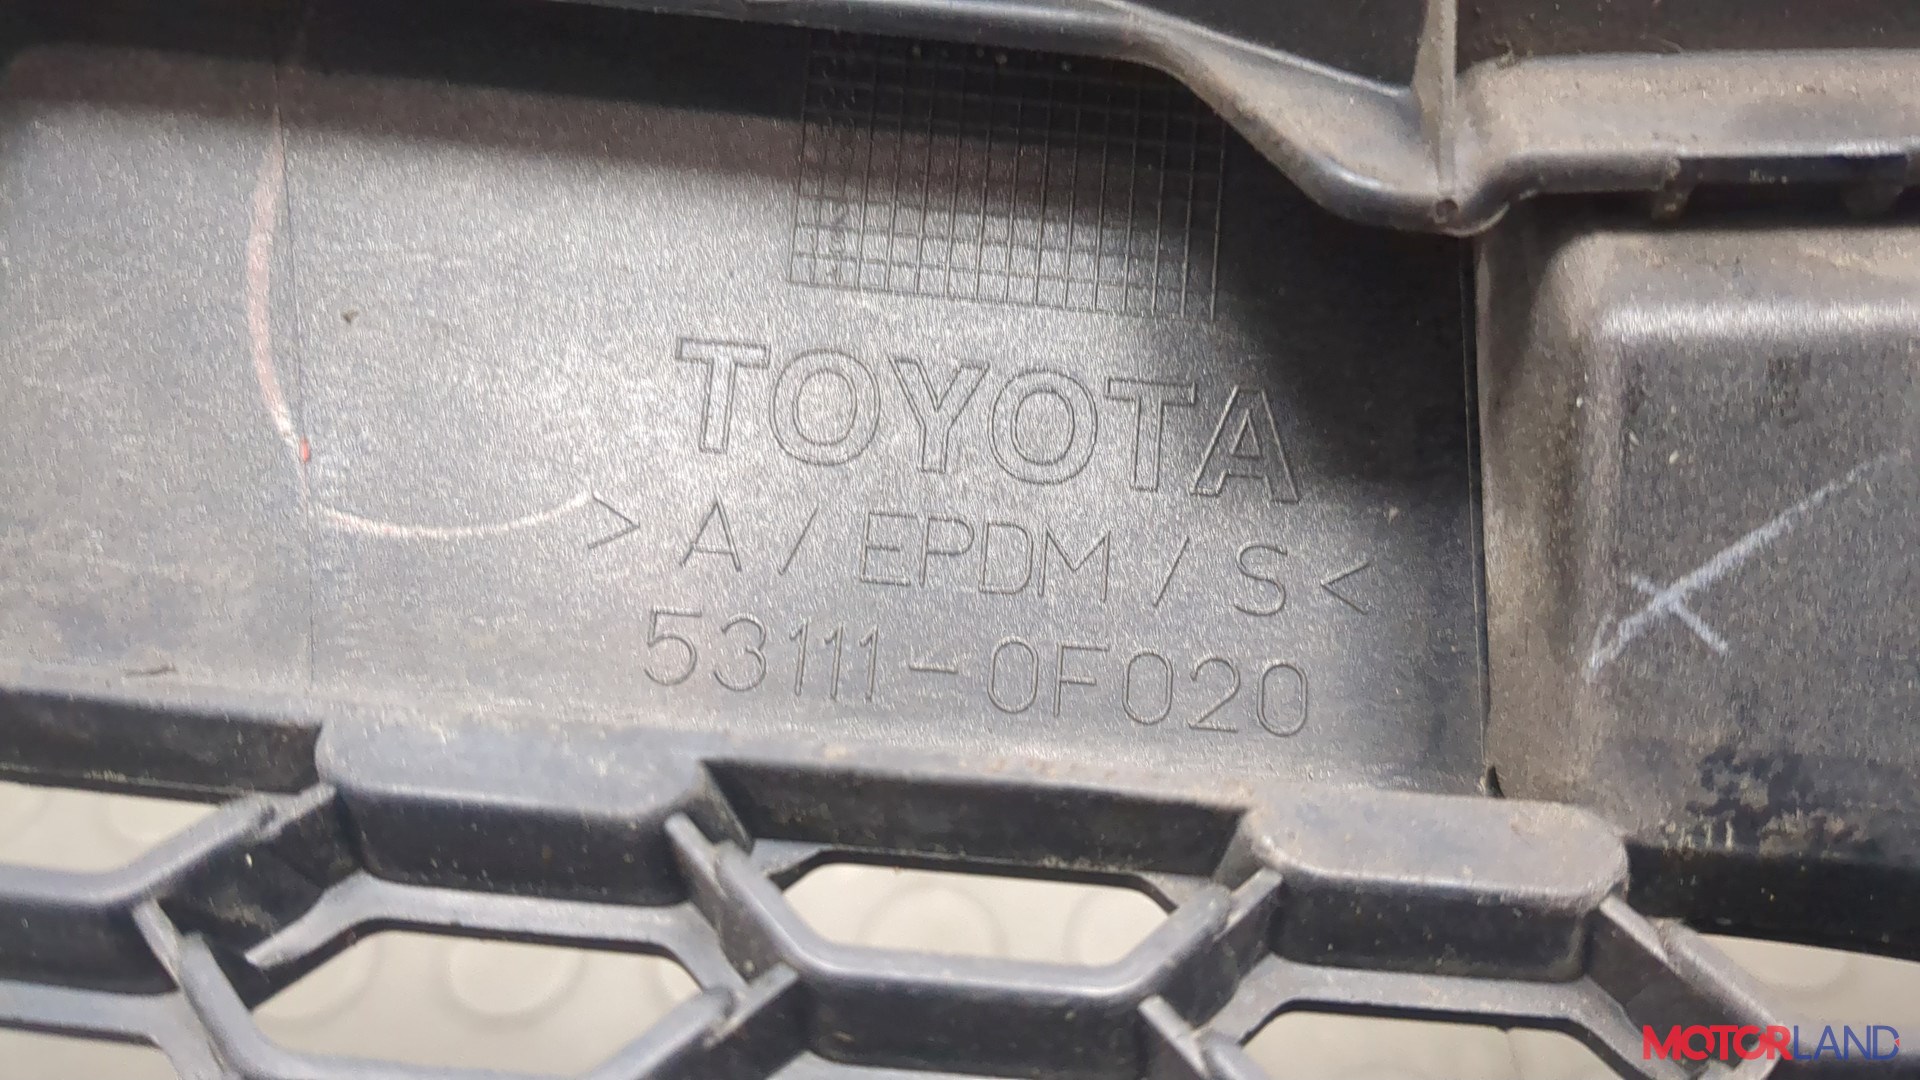 TOYOTA
>A/EPDM/S<
53111-0F020
MOTORLAND